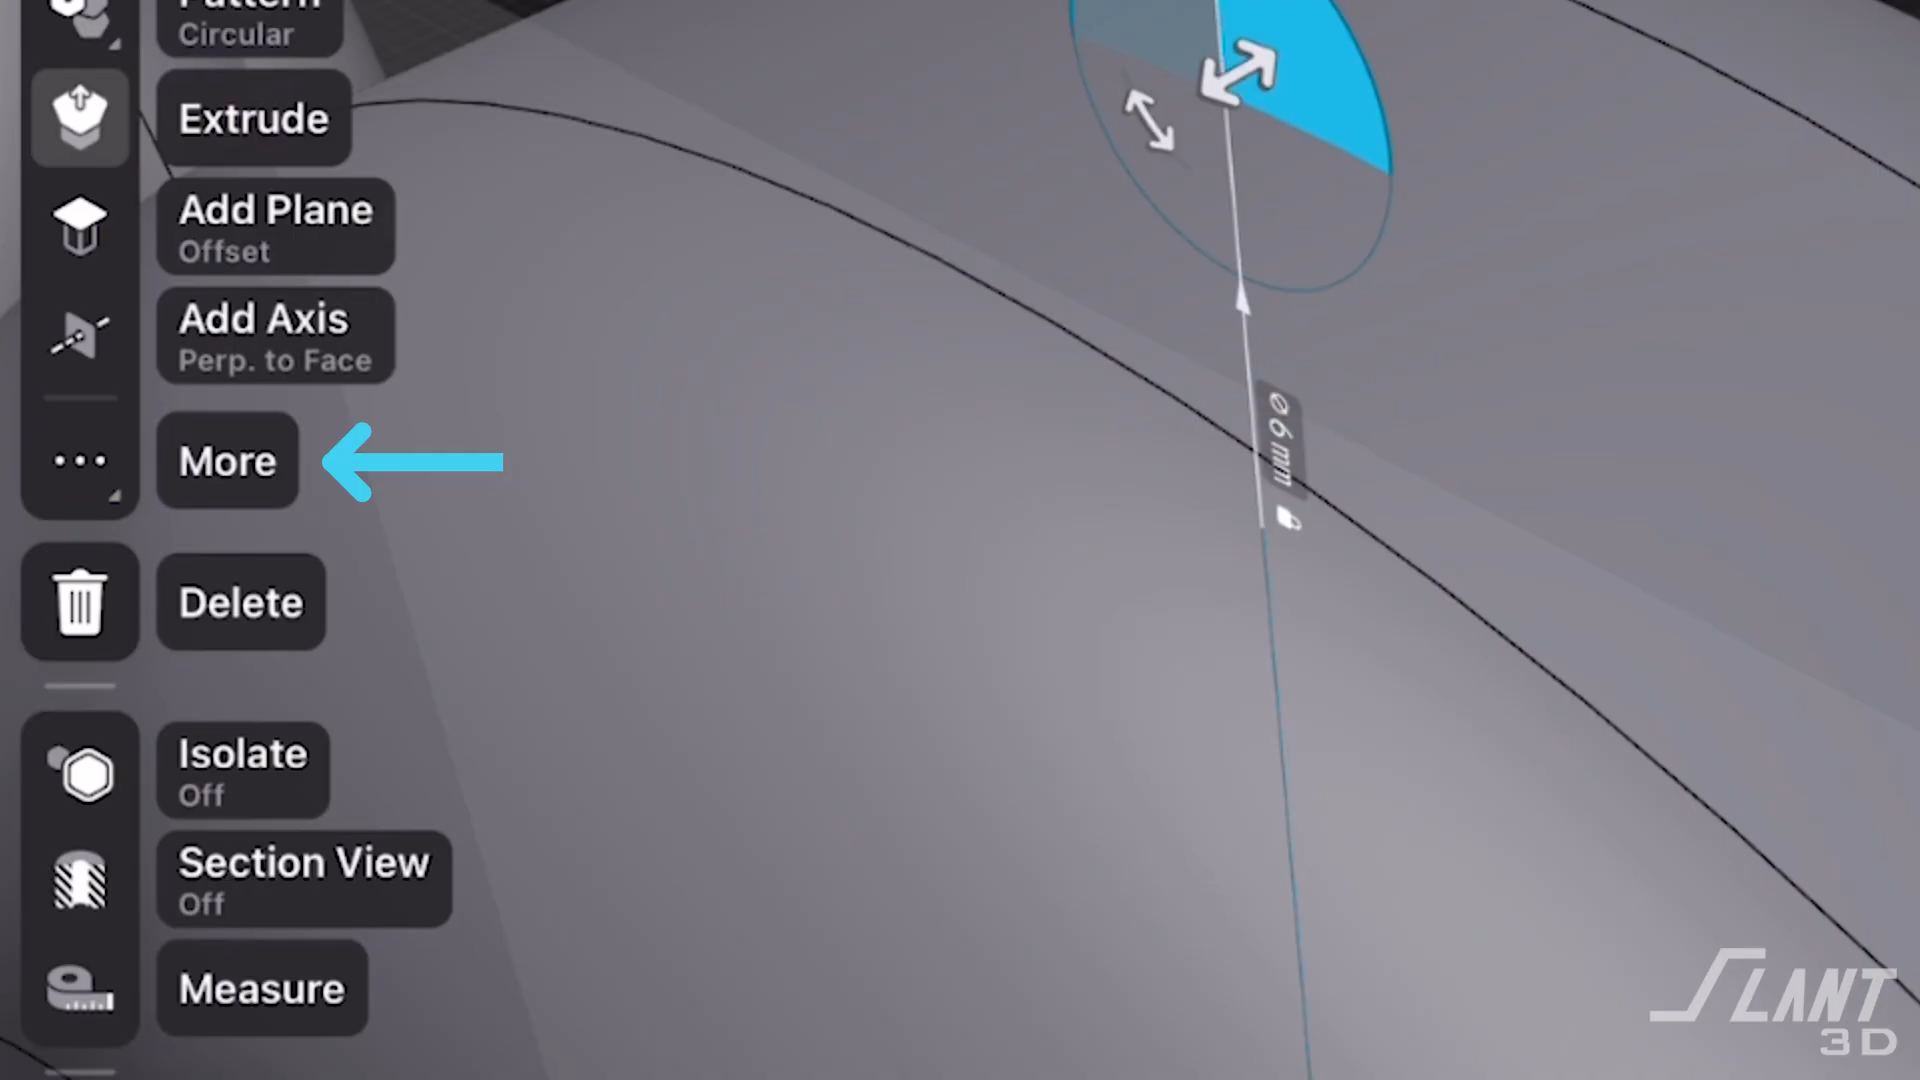 Pattern
Circular
Extrude
Add Plane
Offset
Add Axis
Perp. to Face
More
Delete
Isolate
Off
Section View
Off
Measure
⌀ 6 mm
SLANT
3D